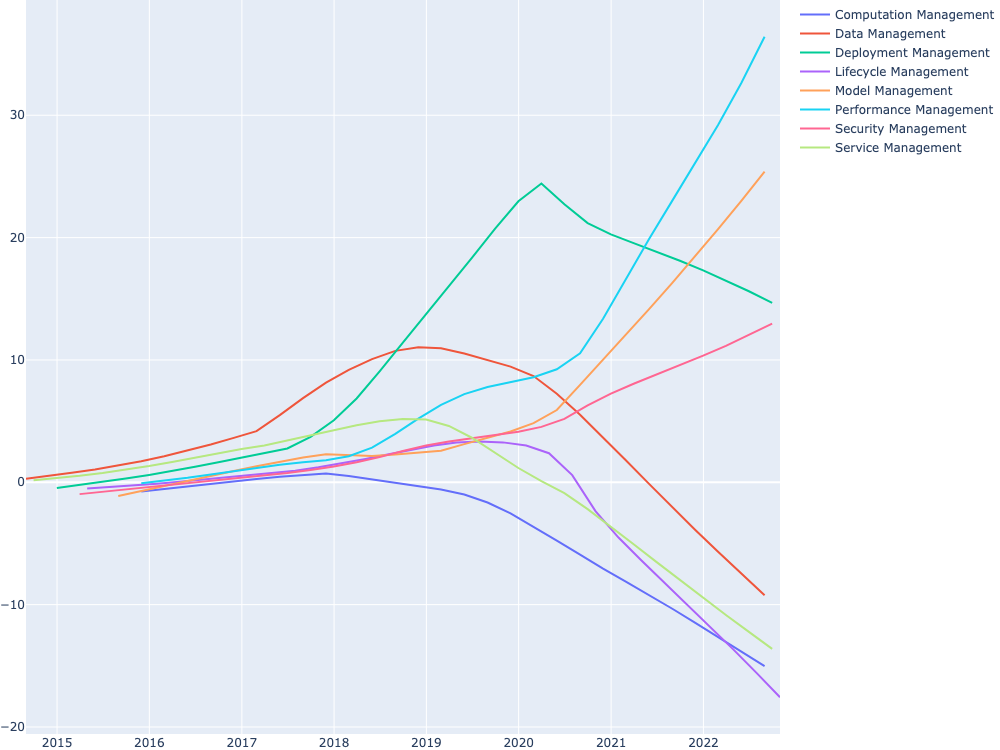 Computation Management
Data Management
Deployment Management
Lifecycle Management
Model Management
Performance Management
Security Management
Service Management
30
20
10
0
−10
−20
2015 2016 2017 2018 2019 2020 2021 2022